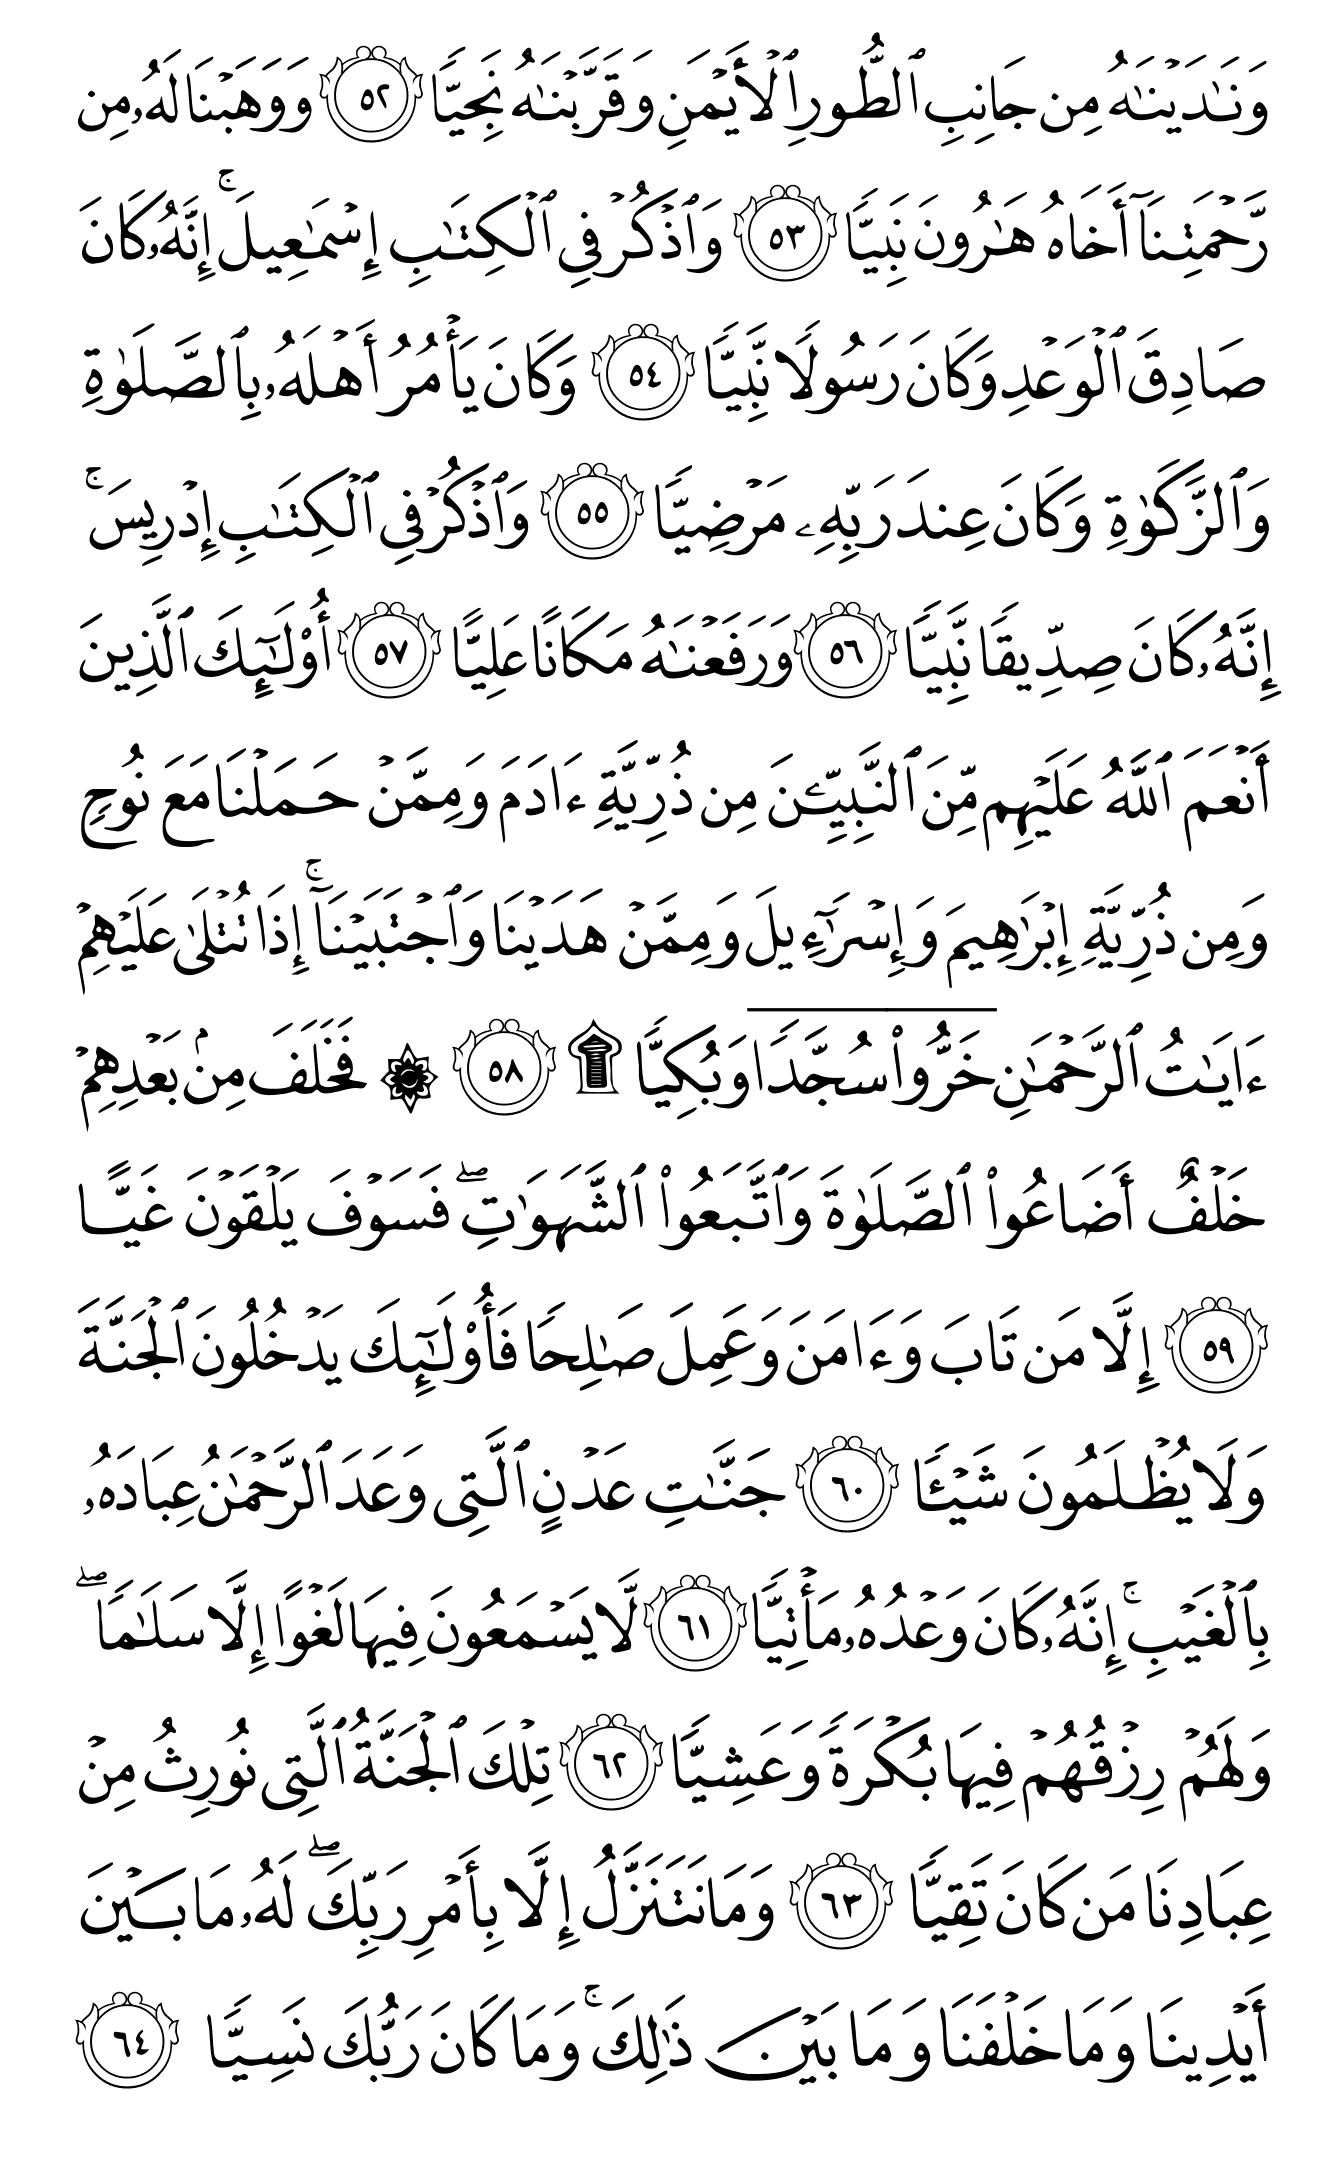 وَنَٰدَيۡنَٰهُ مِن جَانِبِ ٱلطُّورِ ٱلۡأَيۡمَنِ وَقَرَّبۡنَٰهُ نَجِيّٗا ٥٢ وَوَهَبۡنَا لَهُۥ مِن
رَّحۡمَتِنَآ أَخَاهُ هَٰرُونَ نَبِيّٗا ٥٣ وَٱذۡكُرۡ فِي ٱلۡكِتَٰبِ إِسۡمَٰعِيلَۚ إِنَّهُۥ كَانَ
صَادِقَ ٱلۡوَعۡدِ وَكَانَ رَسُولٗا نَّبِيّٗا ٥٤ وَكَانَ يَأۡمُرُ أَهۡلَهُۥ بِٱلصَّلَوٰةِ
وَٱلزَّكَوٰةِ وَكَانَ عِندَ رَبِّهِۦ مَرۡضِيّٗا ٥٥ وَٱذۡكُرۡ فِي ٱلۡكِتَٰبِ إِدۡرِيسَۚ
إِنَّهُۥ كَانَ صِدِّيقٗا نَّبِيّٗا ٥٦ وَرَفَعۡنَٰهُ مَكَانًا عَلِيًّا ٥٧ أُوْلَٰٓئِكَ ٱلَّذِينَ
أَنۡعَمَ ٱللَّهُ عَلَيۡهِم مِّنَ ٱلنَّبِيِّـۧنَ مِن ذُرِّيَّةِ ءَادَمَ وَمِمَّنۡ حَمَلۡنَا مَعَ نُوحٖ
وَمِن ذُرِّيَّةِ إِبۡرَٰهِيمَ وَإِسۡرَٰٓءِيلَ وَمِمَّنۡ هَدَيۡنَا وَٱجۡتَبَيۡنَآۚ إِذَا تُتۡلَىٰ عَلَيۡهِمۡ
ءَايَٰتُ ٱلرَّحۡمَٰنِ خَرُّواْۤ سُجَّدٗاۤ وَبُكِيّٗا ۩ ٥٨ ۞ فَخَلَفَ مِنۢ بَعۡدِهِمۡ
خَلۡفٌ أَضَاعُواْ ٱلصَّلَوٰةَ وَٱتَّبَعُواْ ٱلشَّهَوَٰتِۖ فَسَوۡفَ يَلۡقَوۡنَ غَيًّا
٥٩ إِلَّا مَن تَابَ وَءَامَنَ وَعَمِلَ صَٰلِحٗا فَأُوْلَٰٓئِكَ يَدۡخُلُونَ ٱلۡجَنَّةَ
وَلَا يُظۡلَمُونَ شَيۡـٔٗا ٦٠ جَنَّٰتِ عَدۡنٍ ٱلَّتِي وَعَدَ ٱلرَّحۡمَٰنُ عِبَادَهُۥ
بِٱلۡغَيۡبِۚ إِنَّهُۥ كَانَ وَعۡدُهُۥ مَأۡتِيّٗا ٦١ لَّا يَسۡمَعُونَ فِيهَا لَغۡوًا إِلَّا سَلَٰمٗاۖ
وَلَهُمۡ رِزۡقُهُمۡ فِيهَا بُكۡرَةٗ وَعَشِيّٗا ٦٢ تِلۡكَ ٱلۡجَنَّةُ ٱلَّتِي نُورِثُ مِنۡ
عِبَادِنَا مَن كَانَ تَقِيّٗا ٦٣ وَمَا نَتَنَزَّلُ إِلَّا بِأَمۡرِ رَبِّكَۖ لَهُۥ مَا بَيۡنَ
أَيۡدِينَا وَمَا خَلۡفَنَا وَمَا بَيۡنَ ذَٰلِكَۚ وَمَا كَانَ رَبُّكَ نَسِيّٗا ٦٤